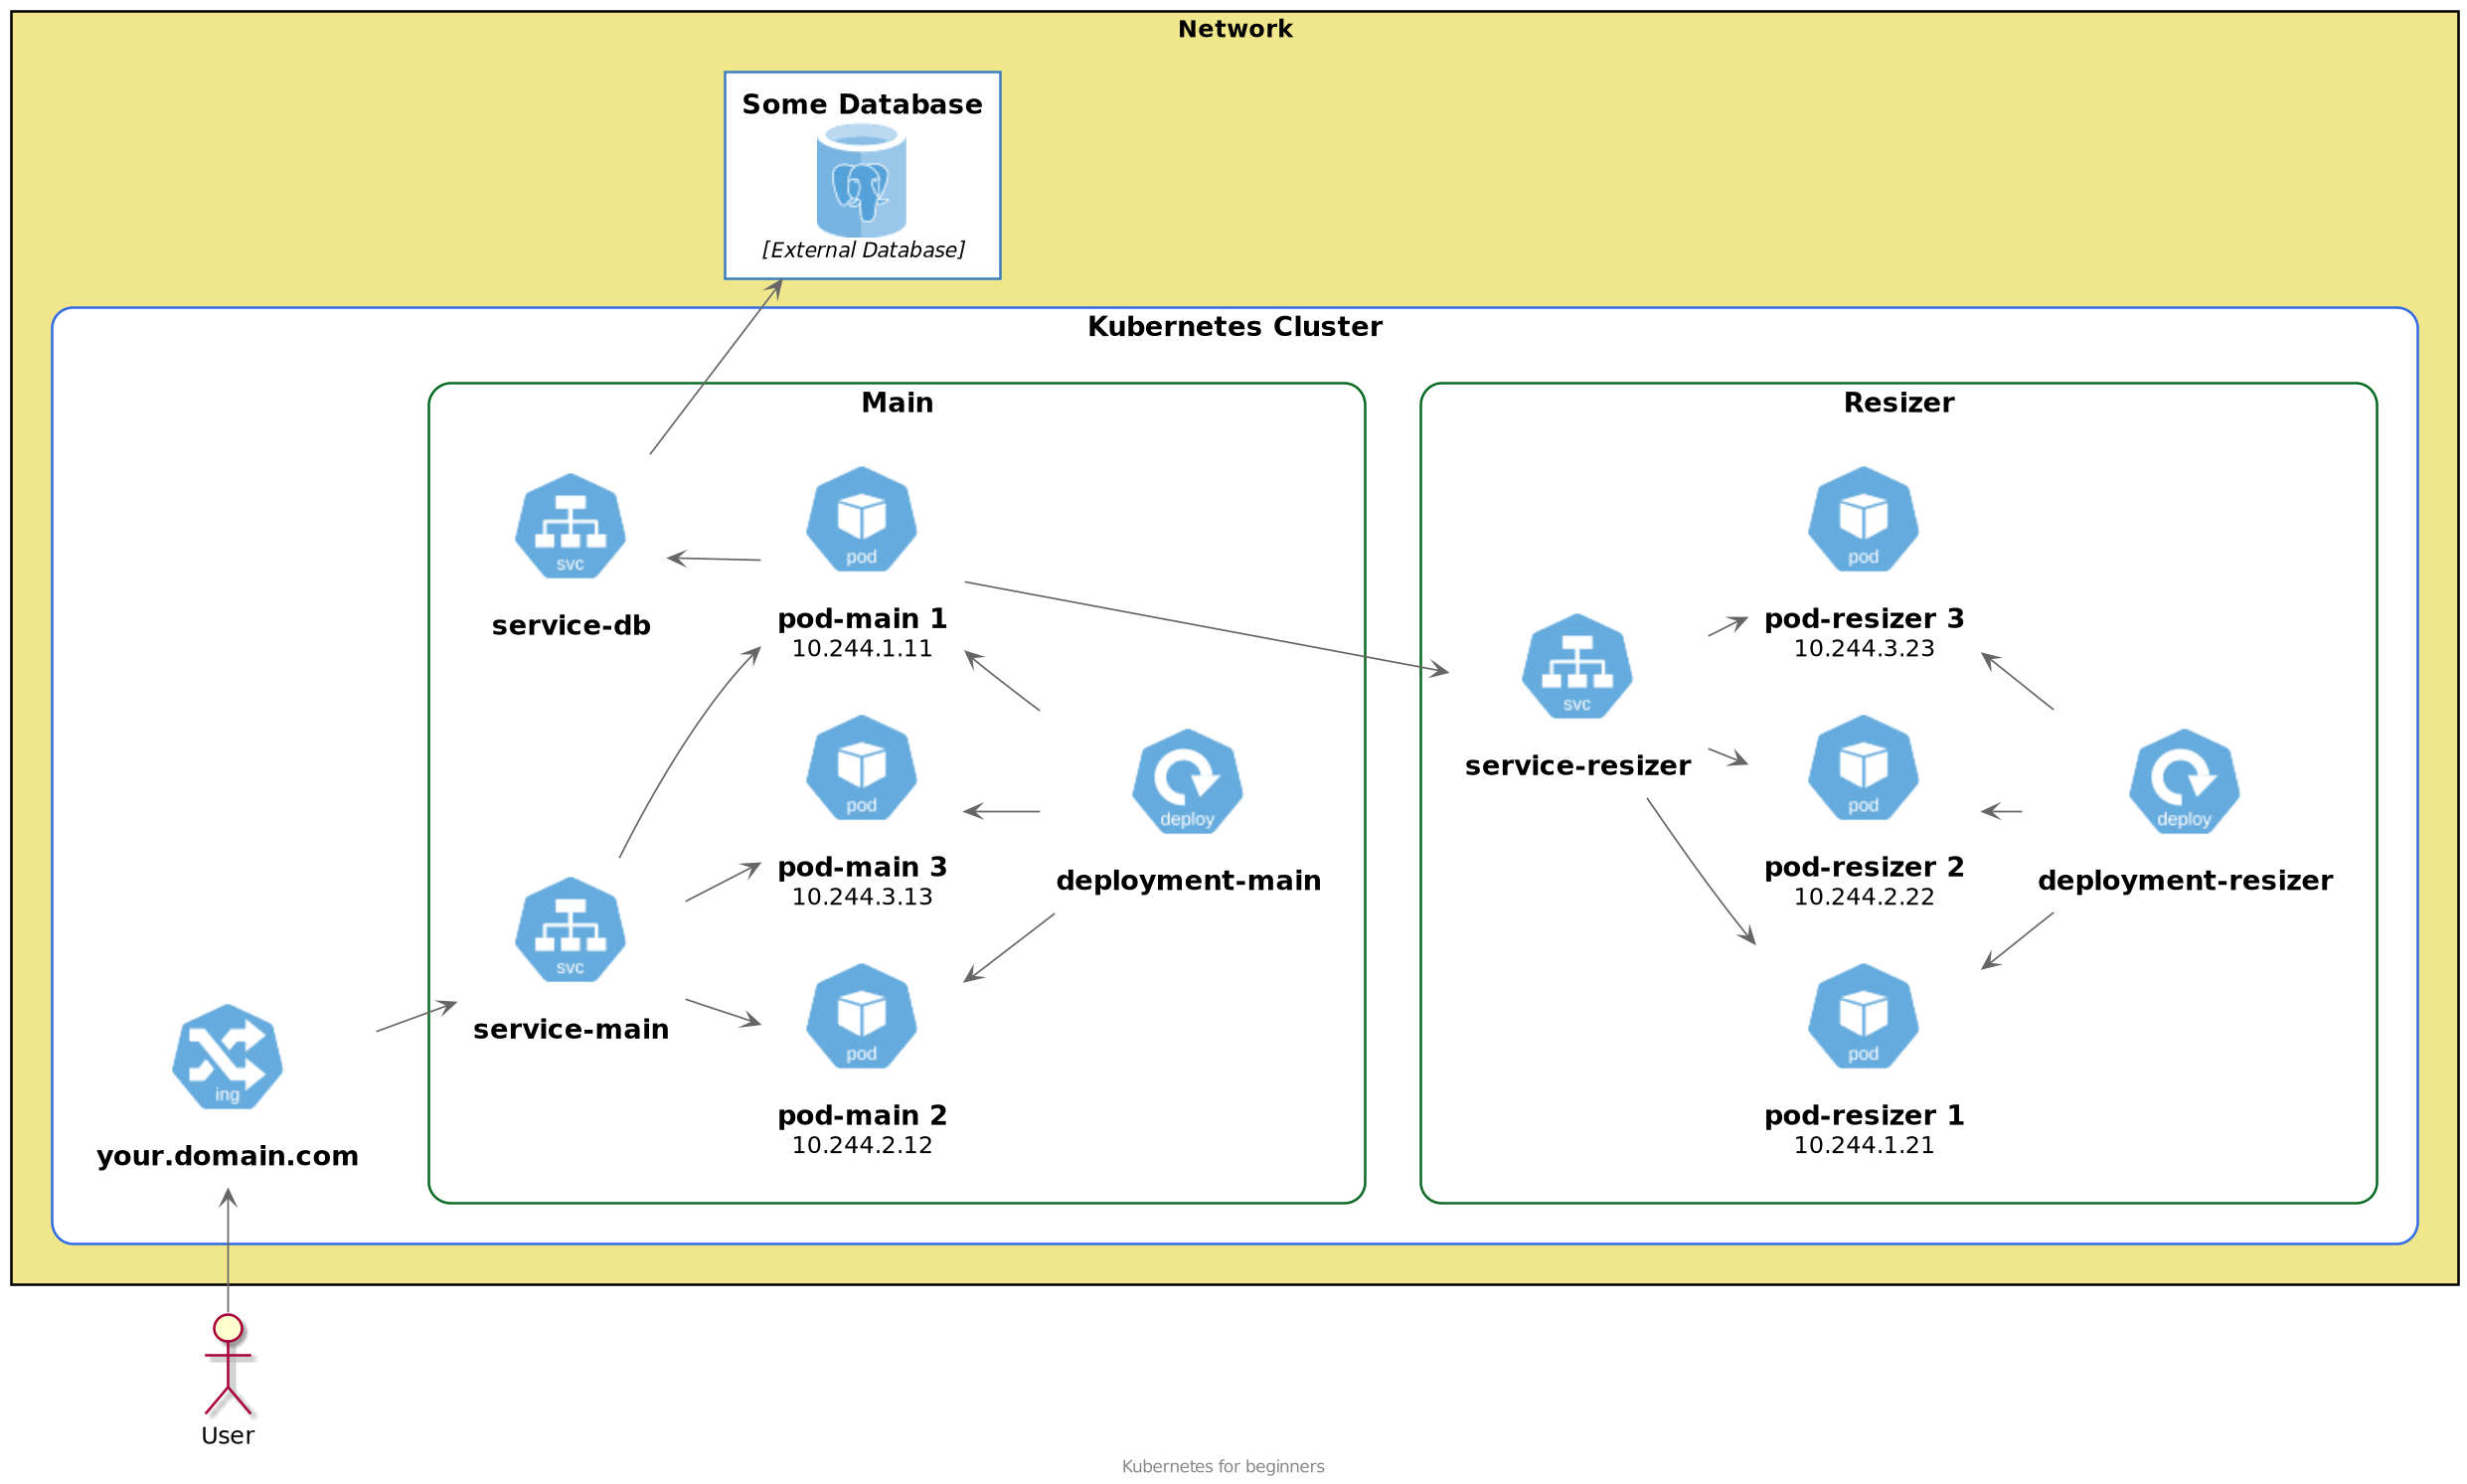 Network
Some Database
[External Database]
Kubernetes Cluster
Main
Resizer
svc
service-db
pod
pod-main 1
10.244.1.11
pod
pod-main 3
10.244.3.13
deploy
deployment-main
svc
service-main
pod
pod-main 2
10.244.2.12
svc
service-resizer
pod
pod-resizer 3
10.244.3.23
pod
pod-resizer 2
10.244.2.22
deploy
deployment-resizer
pod
pod-resizer 1
10.244.1.21
ing
your.domain.com
User
Kubernetes for beginners